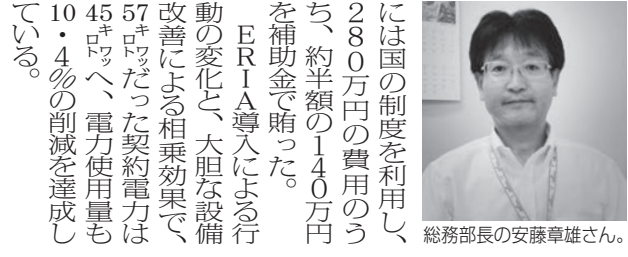 には国の制度を利用し、
280万円の費用のう
ち、約半額の140万円
を補助金で賄った。
ERIA導入による行
動の変化と、大胆な設備
改善による相乗効果で、
57キロワットだった契約電力は
45キロワットへ、電力使用量も
10・4%の削減を達成し
ている。
総務部長の安藤章雄さん。